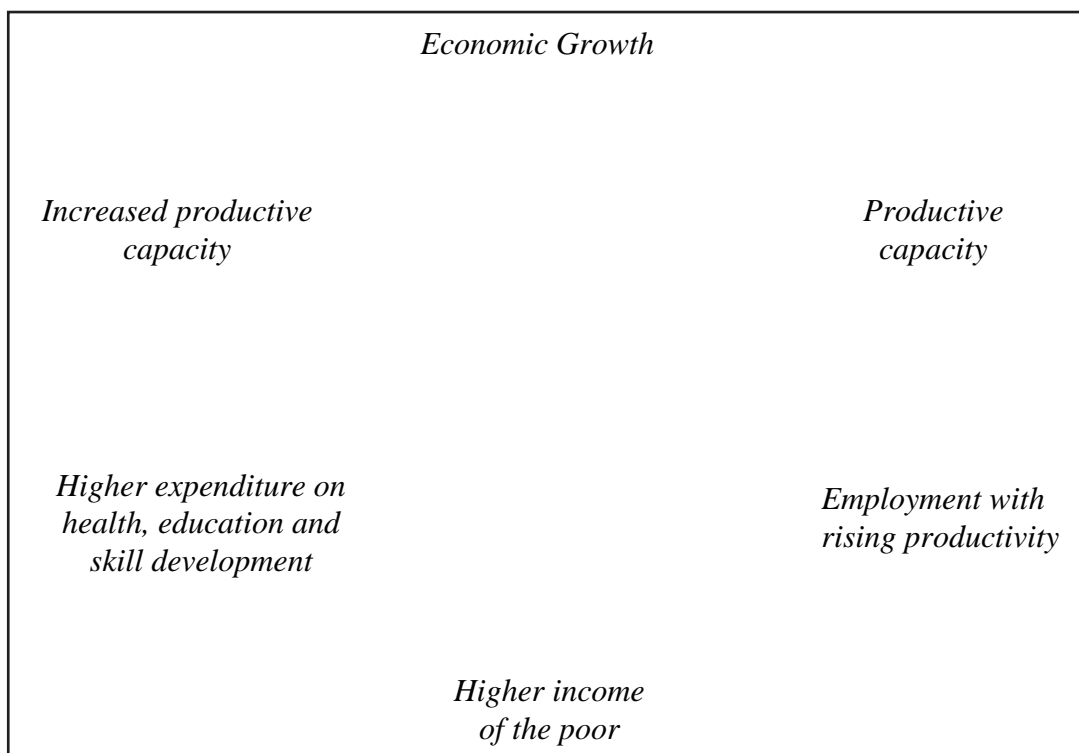 Economic Growth
Increased productive
capacity
Productive
capacity
Higher expenditure on
health, education and
skill development
Employment with
rising productivity
Higher income
of the poor